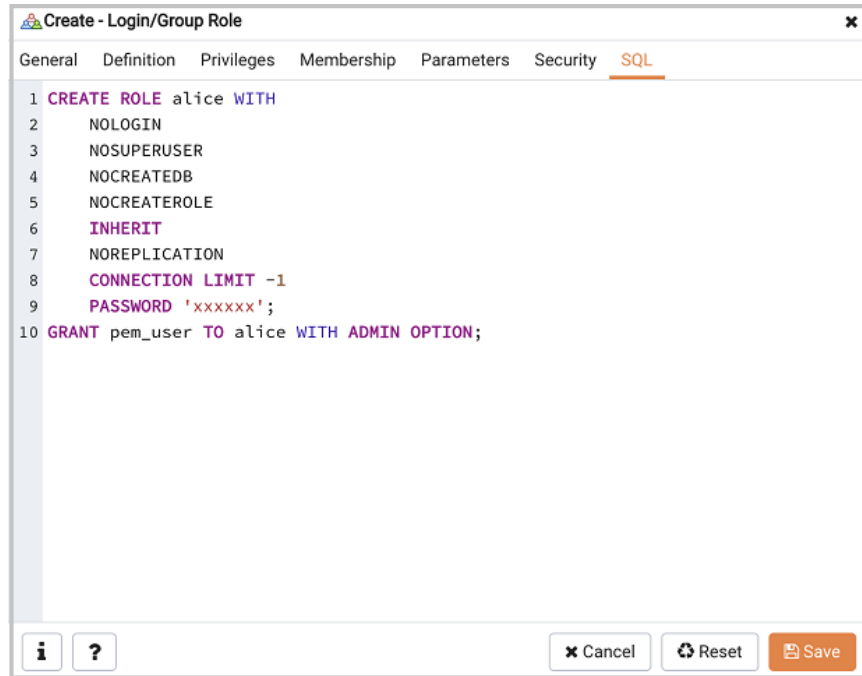 Create - Login/Group Role
General Definition Privileges Membership Parameters Security SQL
1 CREATE ROLE alice WITH
2 NOLOGIN
3 NOSUPERUSER
4 NOCREATEDB
5 NOCREATEROLE
6 INHERIT
7 NOREPLICATION
8 CONNECTION LIMIT -1
9 PASSWORD 'xxxxxx';
10 GRANT pem_user TO alice WITH ADMIN OPTION;
i ? Cancel Reset Save